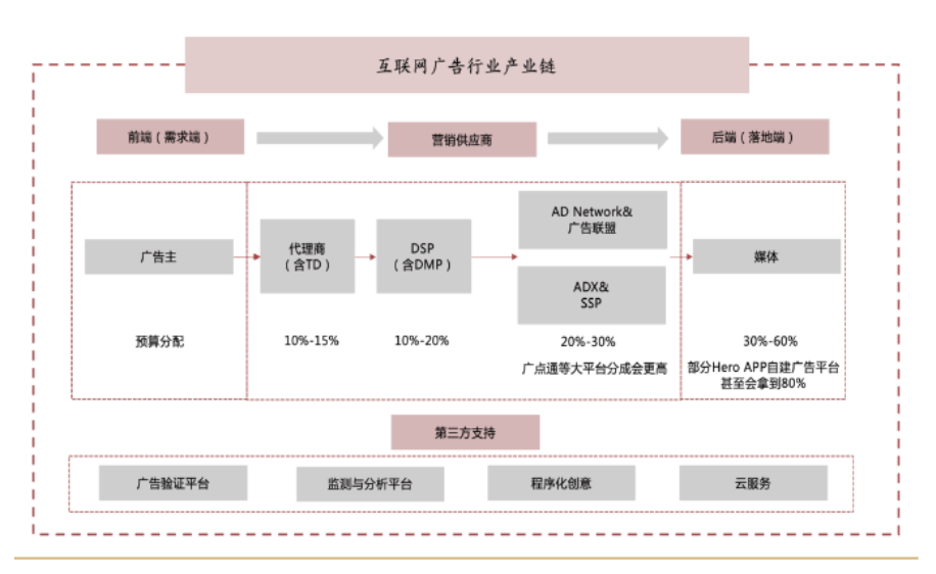 互联网广告行业产业链
前端（需求端）
营销供应商
后端（落地端）
广告主
代理商
（含TD）
DSP
（含DMP）
AD Network&
广告联盟
ADX&
SSP
媒体
预算分配
10%-15%
10%-20%
20%-30%
广点通等大平台分成会更高
30%-60%
部分Hero APP自建广告平台
甚至会拿到80%
第三方支持
广告验证平台
监测与分析平台
程序化创意
云服务